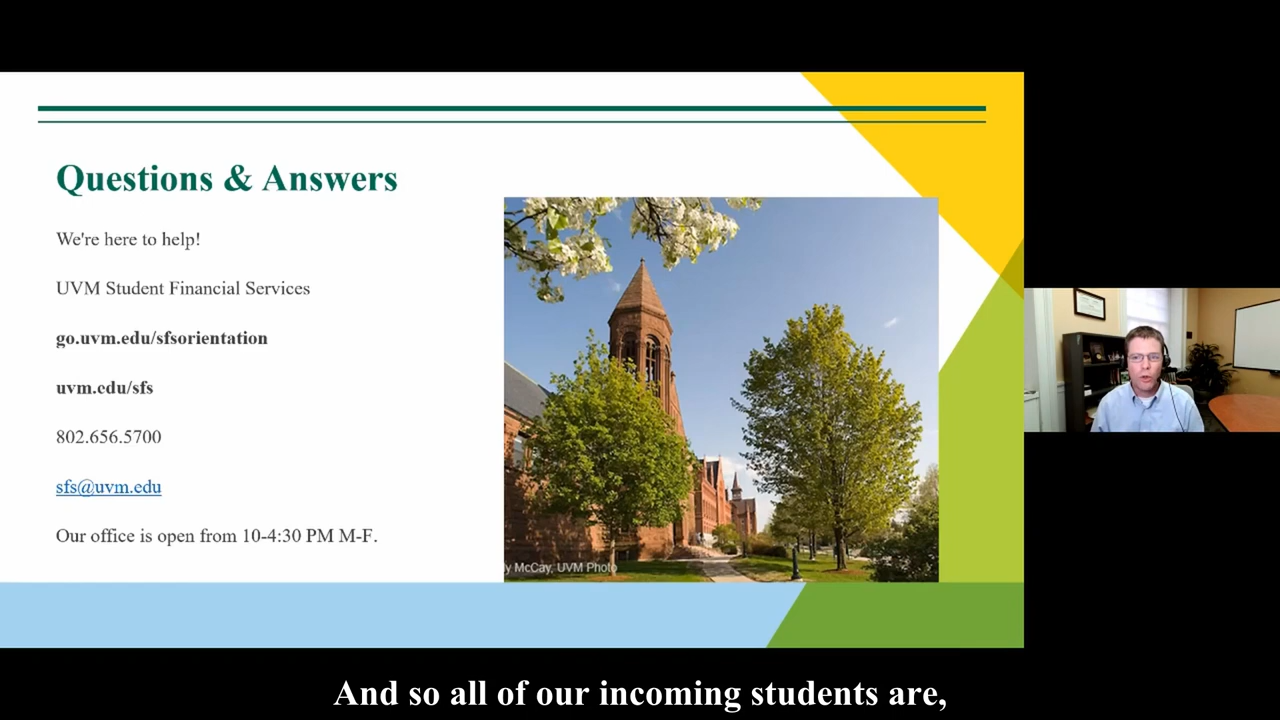 Questions & Answers
We're here to help!
UVM Student Financial Services
go.uvm.edu/sfsorientation
uvm.edu/sfs
802.656.5700
sfs@uvm.edu
Our office is open from 10-4:30 PM M-F.
y McCay, UVM Photo
And so all of our incoming students are,